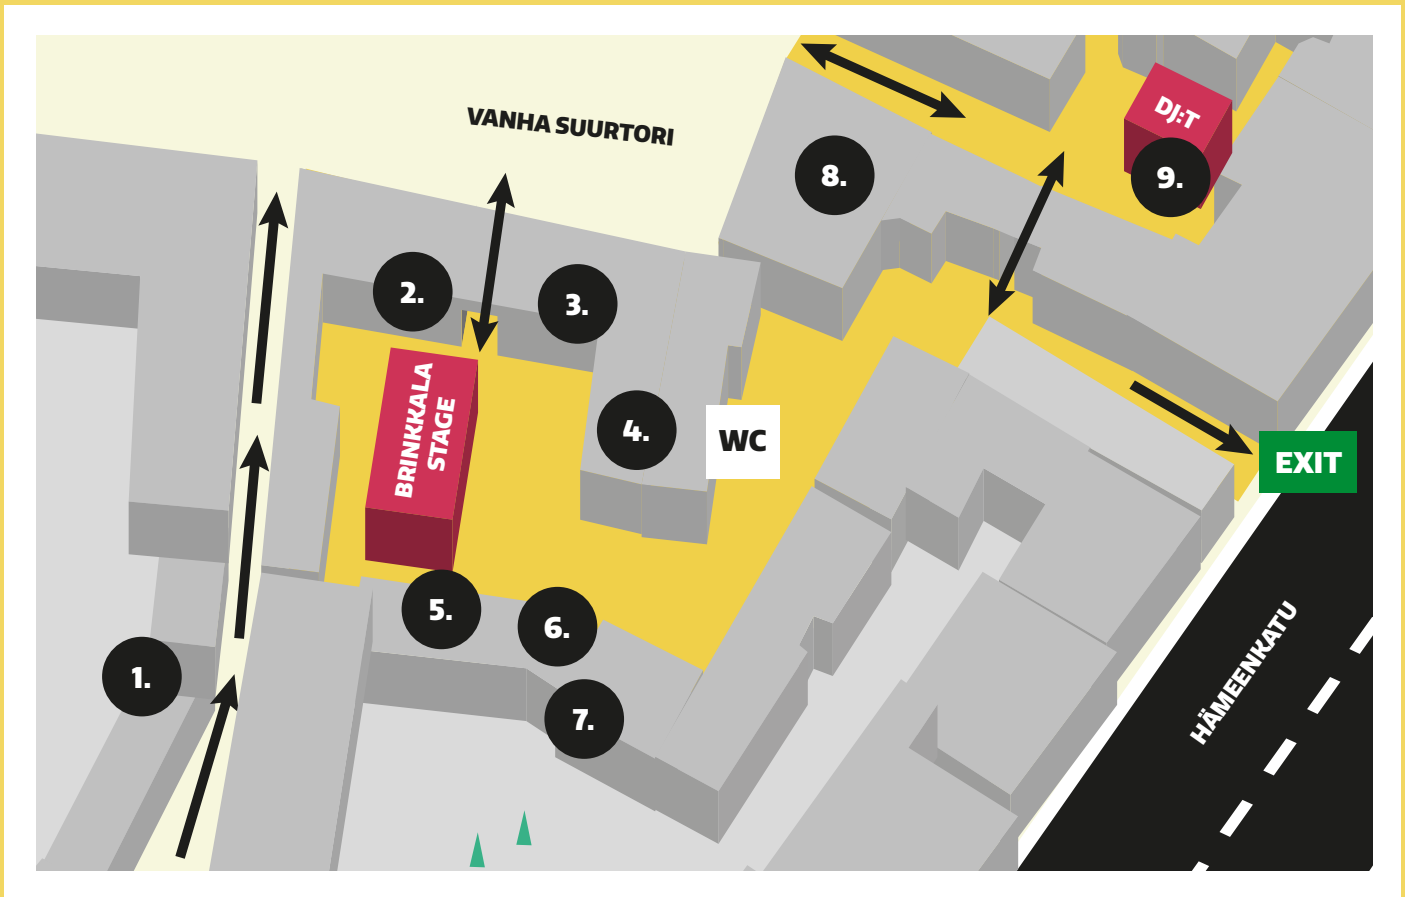 VANHA SUURTORI
DJ:T
8.
9.
2.
3.
BRINKKALA
STAGE
4.
WC
EXIT
5.
6.
1.
7.
HÄMEENKATU